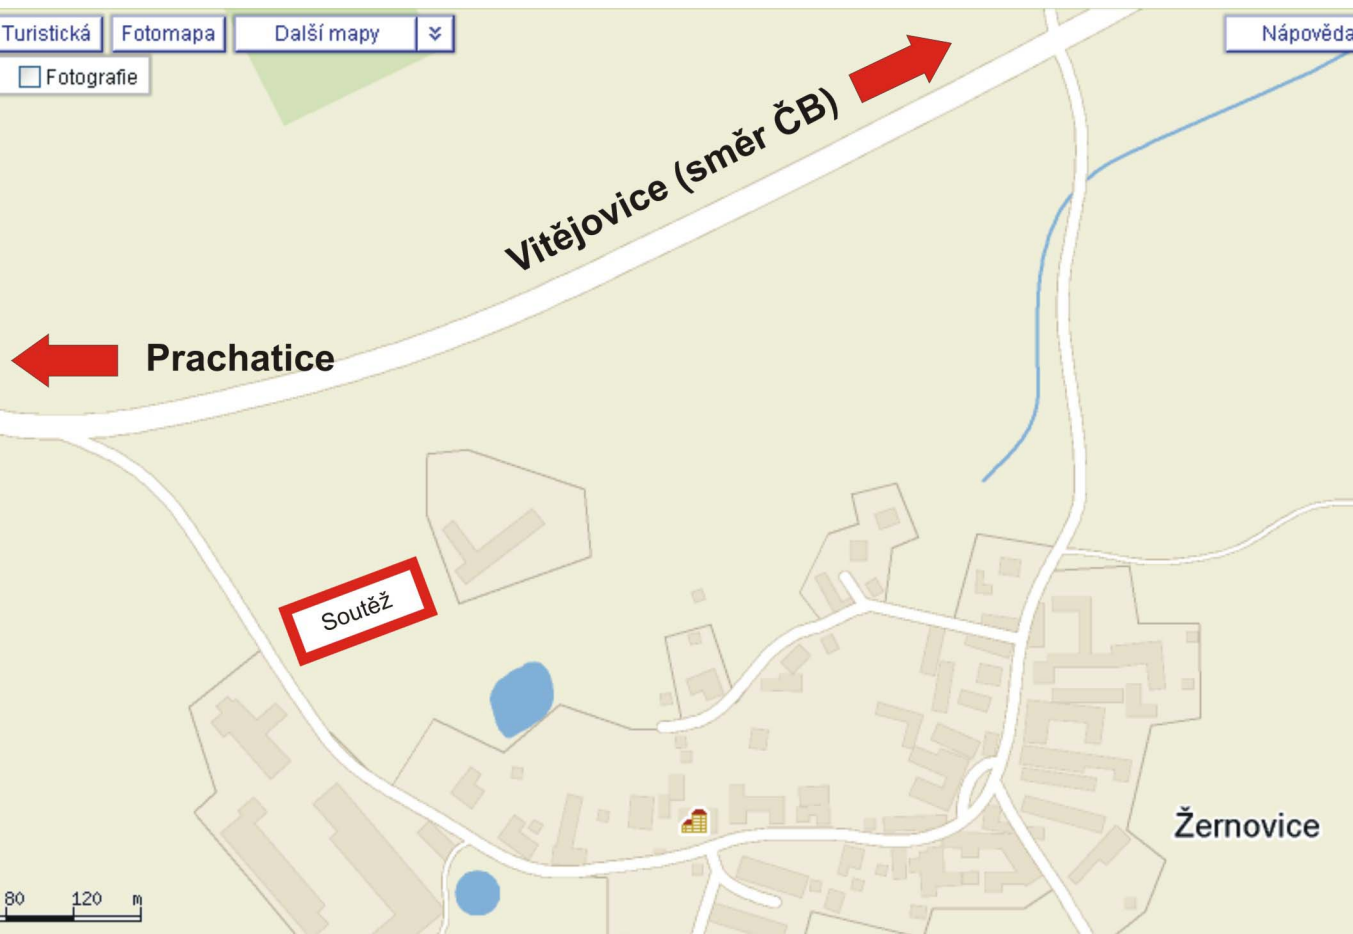 Turistická
Fotomapa
Další mapy
Nápověda
Fotografie
Vitějovice (směr ČB)
Prachatice
Soutěž
Žernovice
80 120 m